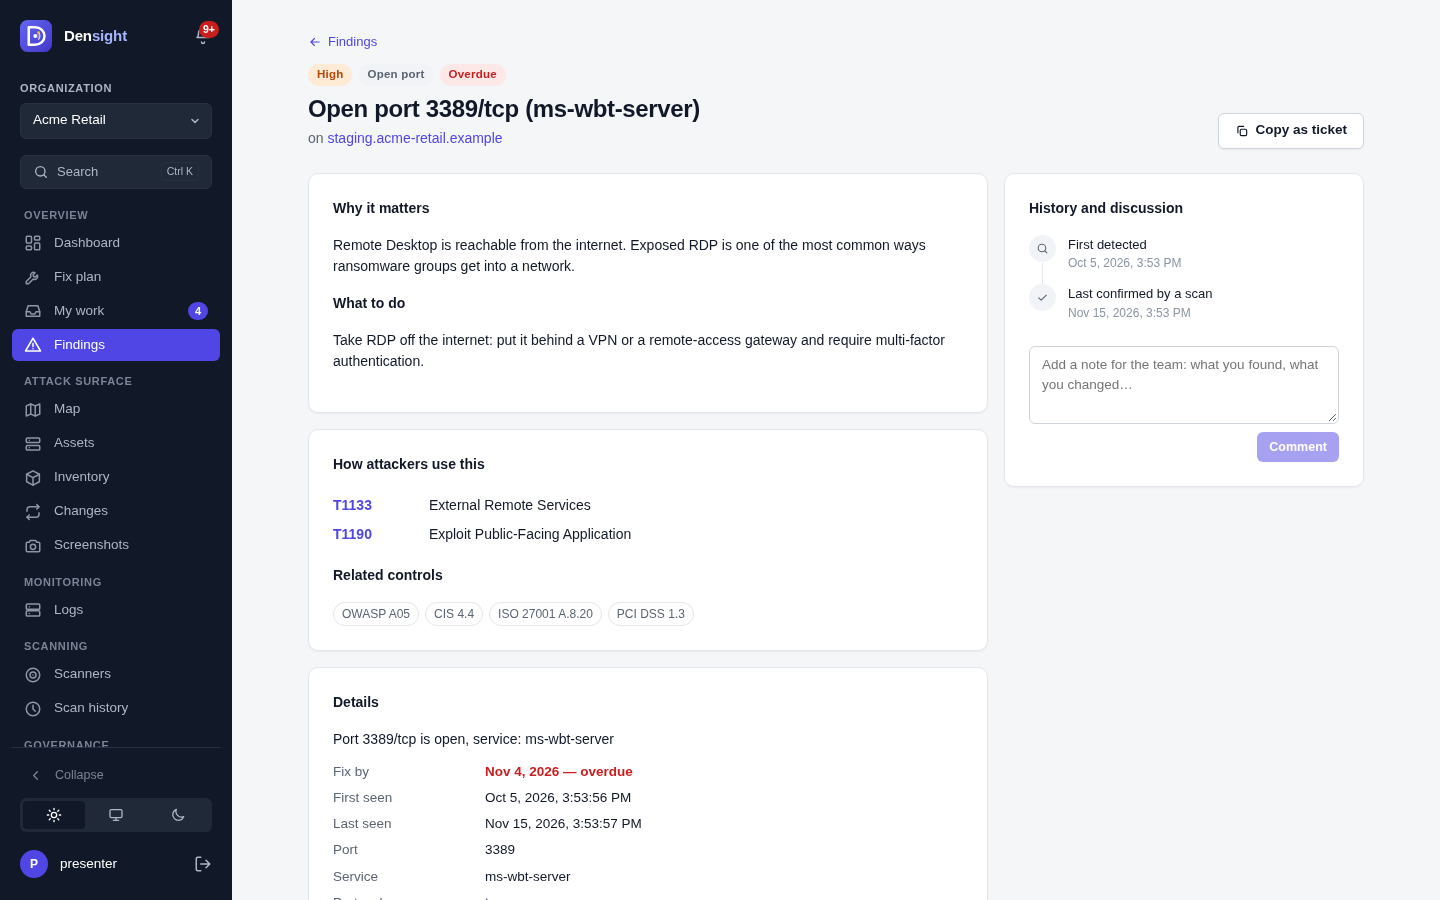 Densight
9+
ORGANIZATION
Acme Retail
Search
Ctrl K
OVERVIEW
Dashboard
Fix plan
My work
4
Findings
ATTACK SURFACE
Map
Assets
Inventory
Changes
Screenshots
MONITORING
Logs
SCANNING
Scanners
Scan history
GOVERNANCE
Collapse
P
presenter
Findings
High
Open port
Overdue
Open port 3389/tcp (ms-wbt-server)
on staging.acme-retail.example
Copy as ticket
Why it matters
Remote Desktop is reachable from the internet. Exposed RDP is one of the most common ways
ransomware groups get into a network.
What to do
Take RDP off the internet: put it behind a VPN or a remote-access gateway and require multi-factor
authentication.
How attackers use this
T1133 External Remote Services
T1190 Exploit Public-Facing Application
Related controls
OWASP A05
CIS 4.4
ISO 27001 A.8.20
PCI DSS 1.3
Details
Port 3389/tcp is open, service: ms-wbt-server
Fix by Nov 4, 2026 — overdue
First seen Oct 5, 2026, 3:53:56 PM
Last seen Nov 15, 2026, 3:53:57 PM
Port 3389
Service ms-wbt-server
History and discussion
First detected
Oct 5, 2026, 3:53 PM
Last confirmed by a scan
Nov 15, 2026, 3:53 PM
Add a note for the team: what you found, what
you changed…
Comment